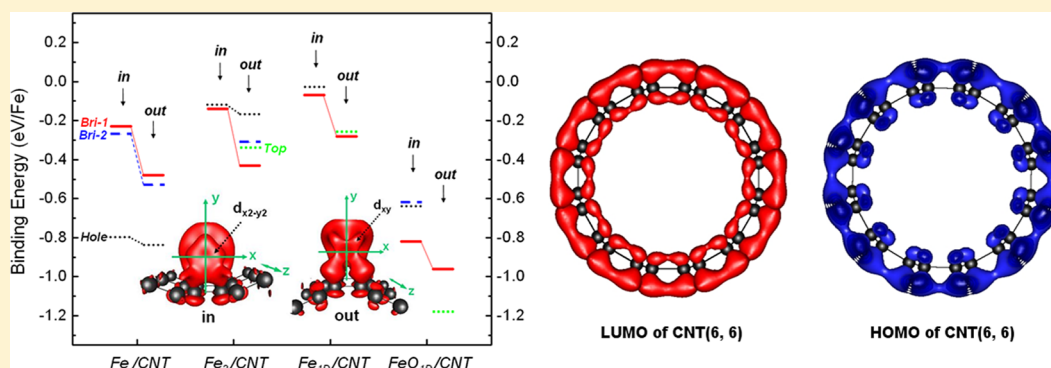 Binding Energy (eV/Fe)
0.2
0.0
-0.2
-0.4
-0.6
-0.8
-1.0
-1.2
in
out
Bri-1
Bri-2
Hole
in
out
Top
in
out
in
out
y
d x2-y2
x
z
in
y
d xy
x
z
out
0.2
0.0
-0.2
-0.4
-0.6
-0.8
-1.0
-1.2
LUMO of CNT(6, 6)
HOMO of CNT(6, 6)